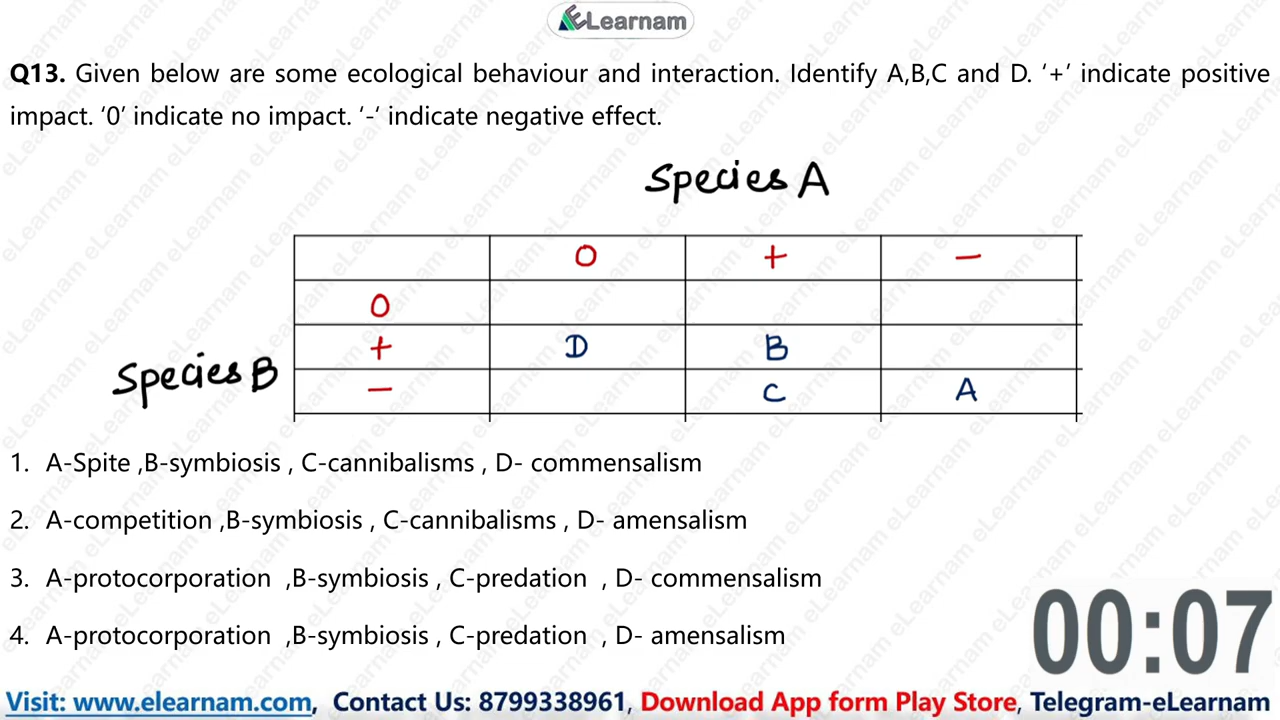 ELearnam
Q13. Given below are some ecological behaviour and interaction. Identify A,B,C and D. ‘+’ indicate positive
impact. ‘0’ indicate no impact. ‘-‘ indicate negative effect.
Species A
0 + −
0
+ D B
Species B
− C A
1. A-Spite ,B-symbiosis , C-cannibalisms , D- commensalism
2. A-competition ,B-symbiosis , C-cannibalisms , D- amensalism
3. A-protocorporation ,B-symbiosis , C-predation , D- commensalism
4. A-protocorporation ,B-symbiosis , C-predation , D- amensalism
00:07
Visit: www.elearnam.com, Contact Us: 8799338961, Download App form Play Store, Telegram-eLearnam